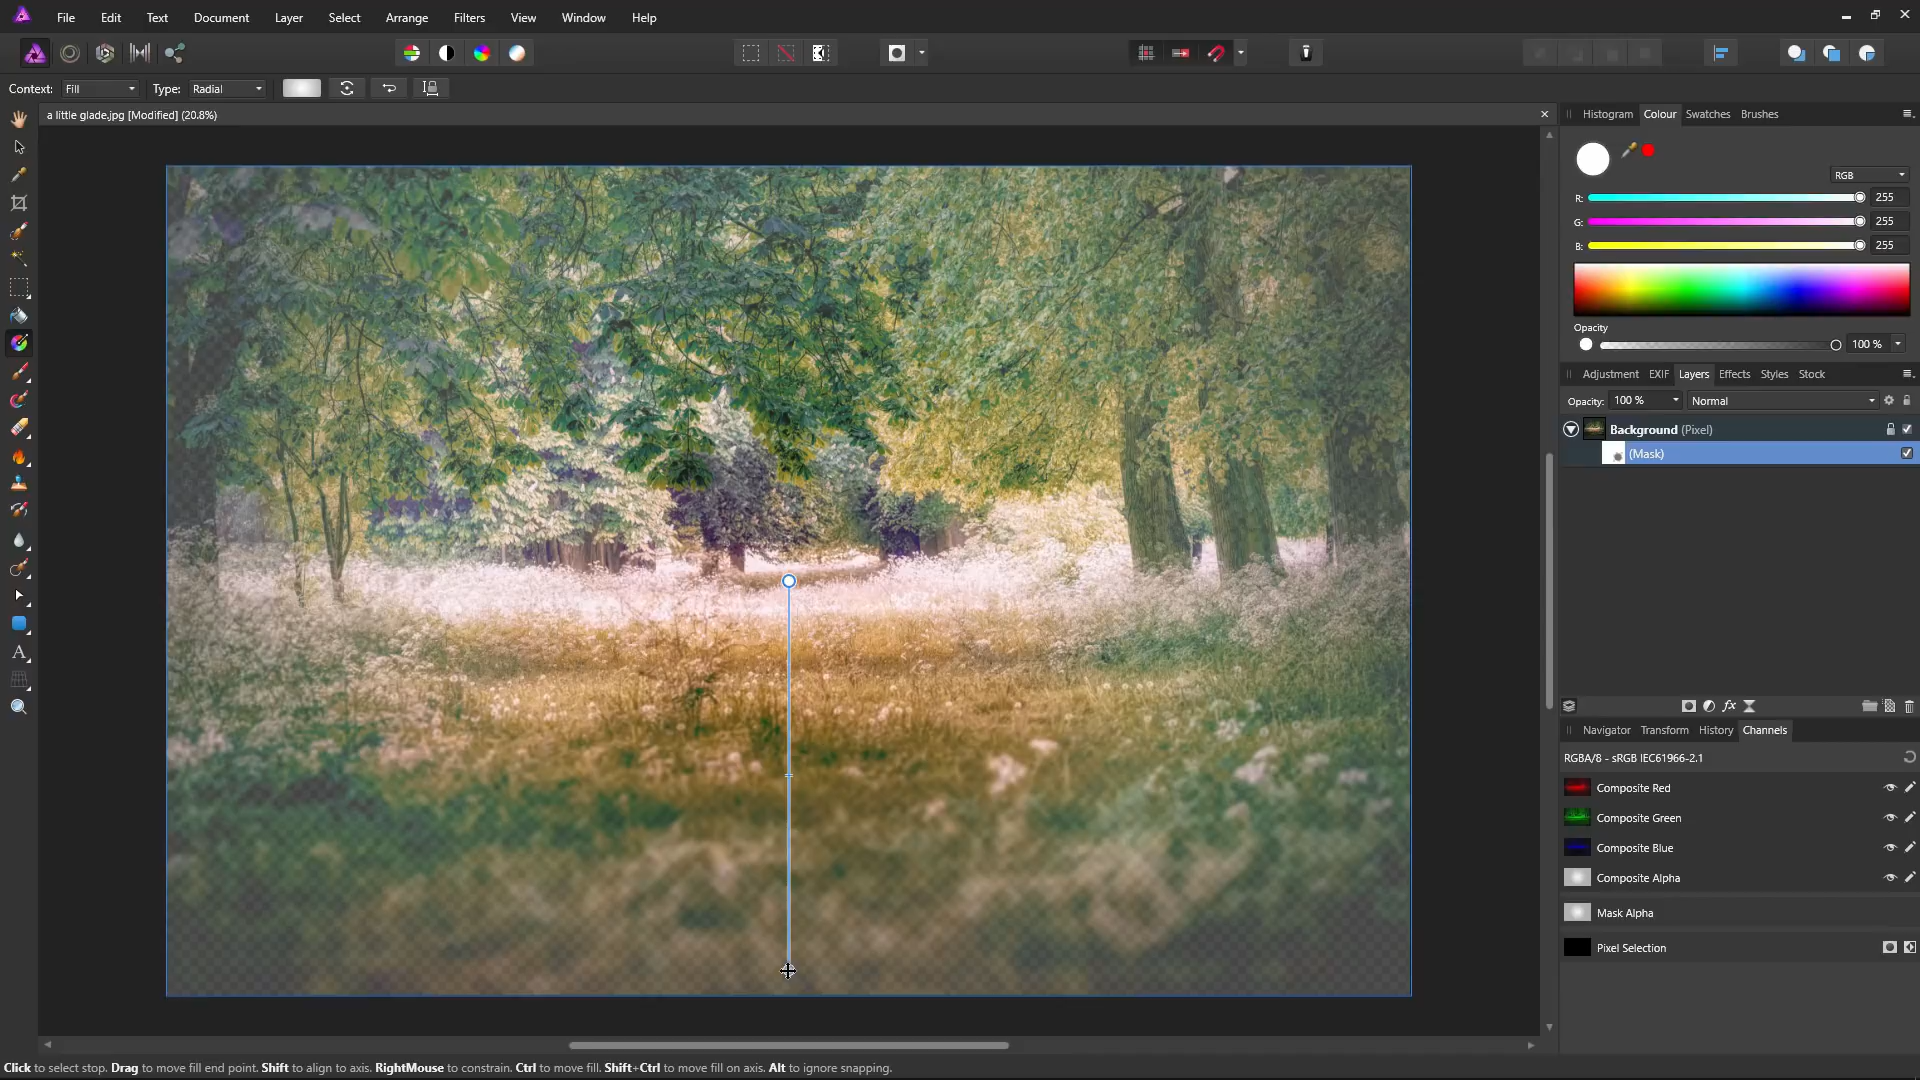 File Edit Text Document Layer Select Arrange Filters View Window Help
Context: Fill Type: Radial
a little glade.jpg [Modified] (20.8%)
Histogram Colour Swatches Brushes
RGB
R: 255
G: 255
B: 255
Opacity
100 %
Adjustment EXIF Layers Effects Styles Stock
Opacity: 100 % Normal
Background (Pixel)
(Mask)
fx
Navigator Transform History Channels
RGBA/8 - sRGB IEC61966-2.1
Composite Red
Composite Green
Composite Blue
Composite Alpha
Mask Alpha
Pixel Selection
A
Click to select stop. Drag to move fill end point. Shift to align to axis. RightMouse to constrain. Ctrl to move fill. Shift+Ctrl to move fill on axis. Alt to ignore snapping.